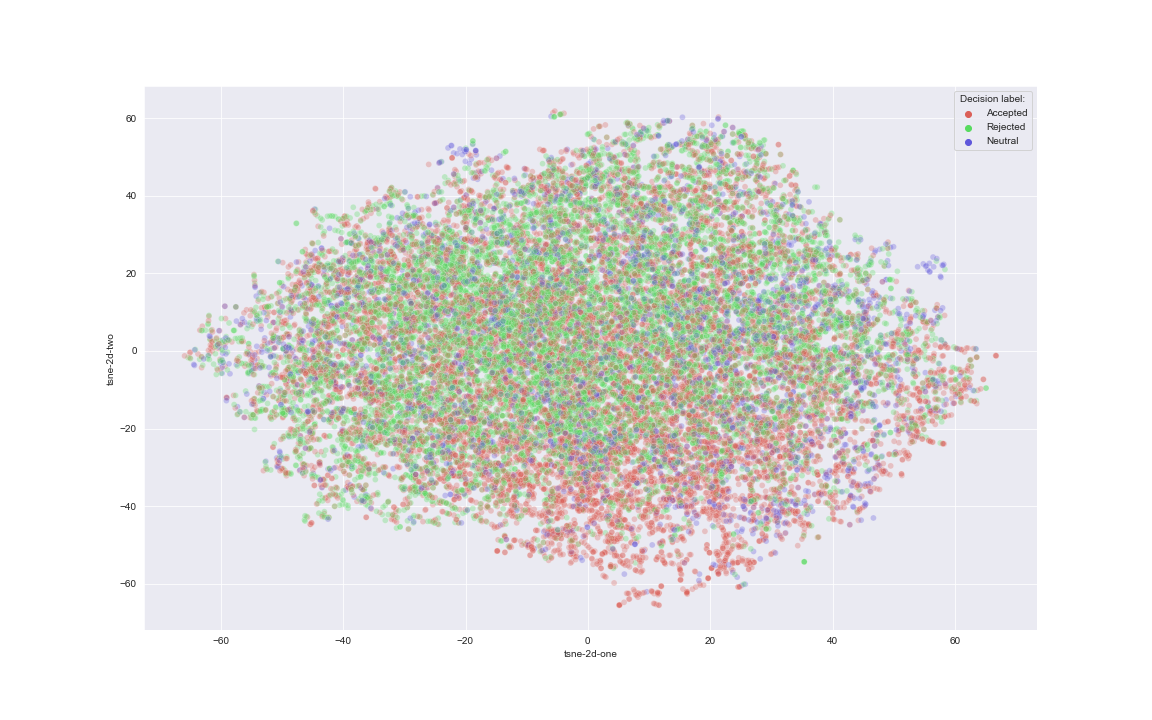 Decision label:
Accepted
Rejected
Neutral
60
40
20
0
−20
−40
−60
tsne-2d-two
−60 −40 −20 0 20 40 60
tsne-2d-one